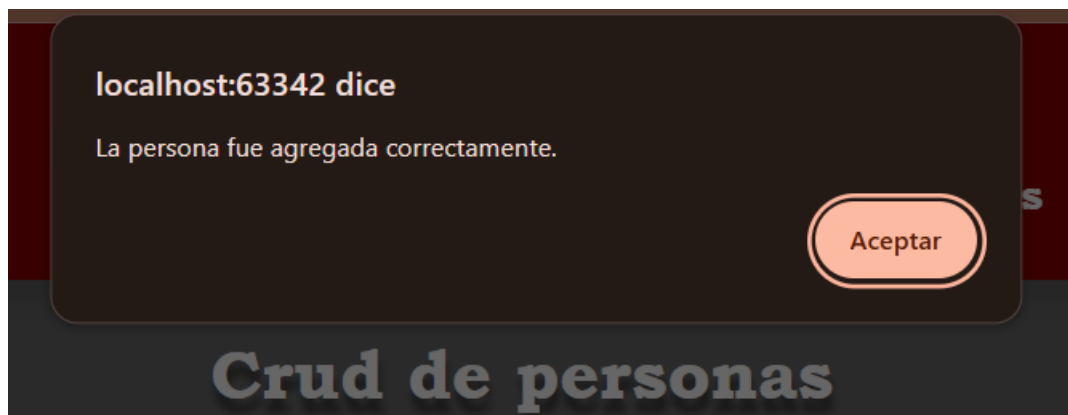 localhost:63342 dice
La persona fue agregada correctamente.
s
Aceptar
Crud de personas